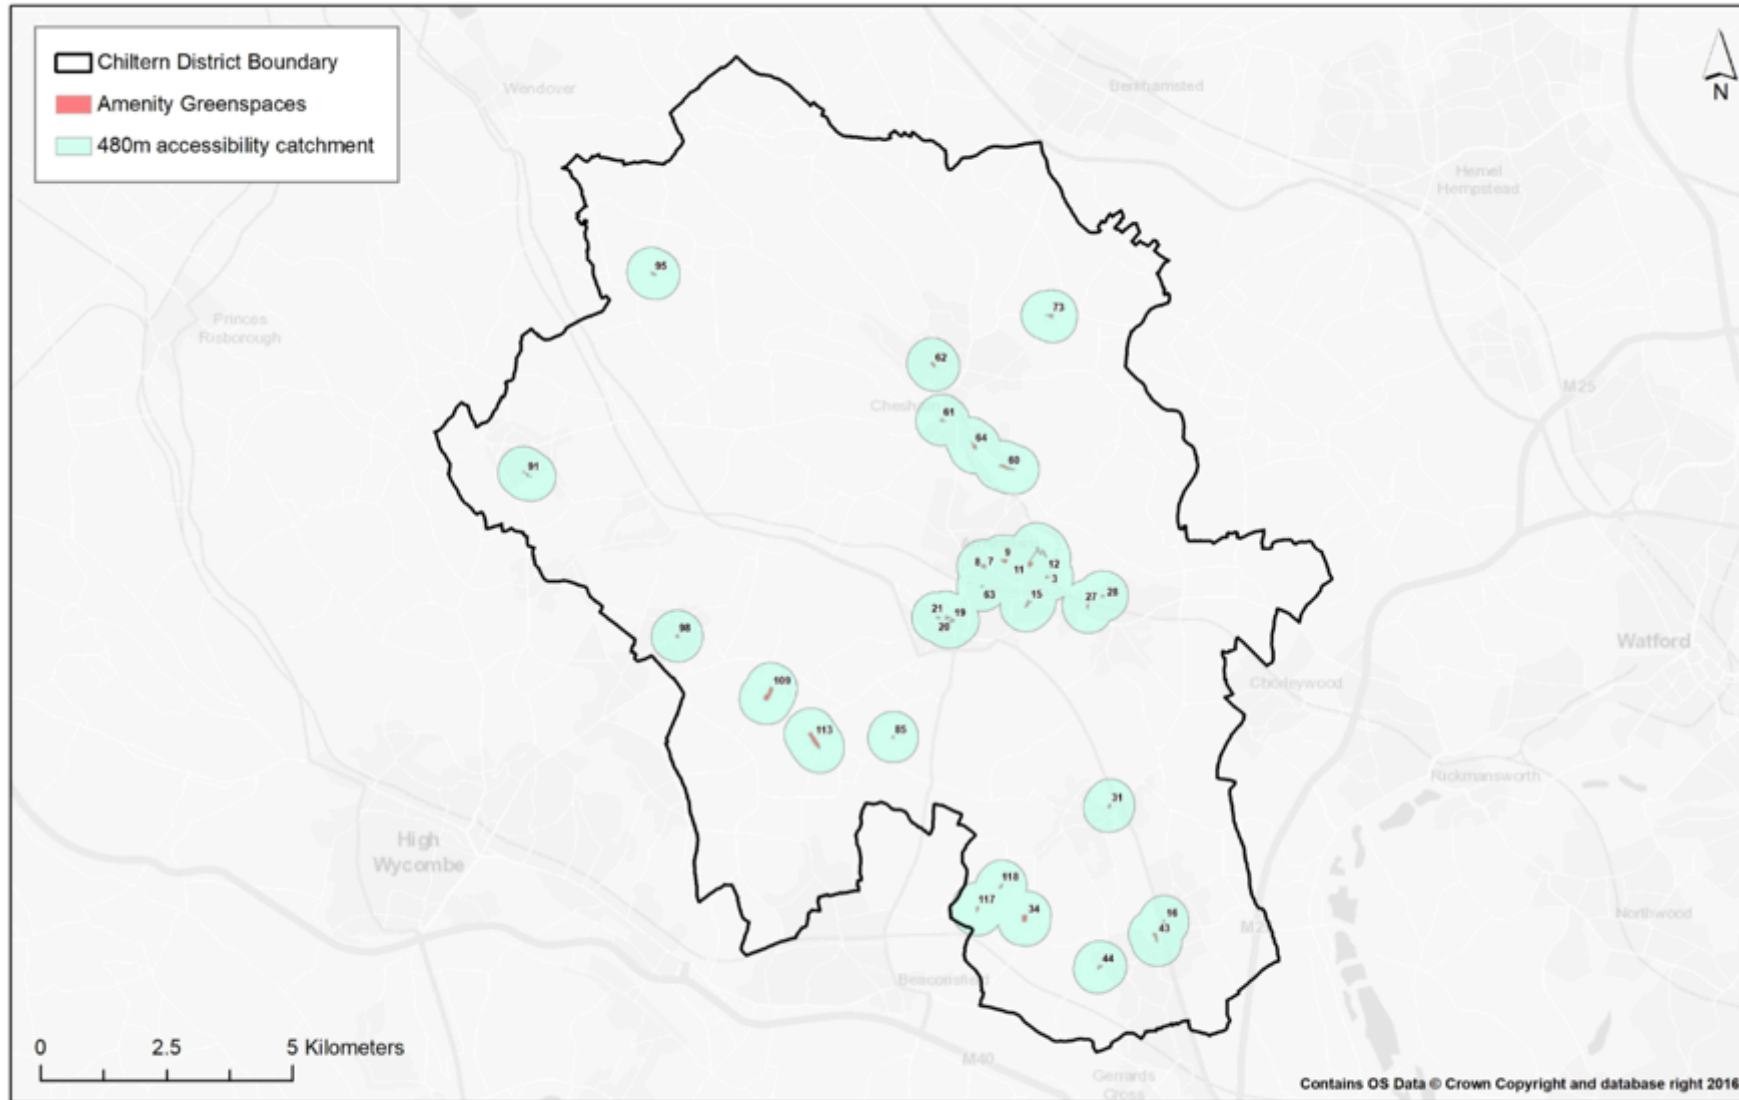 Chiltern District Boundary
Amenity Greenspaces
480m accessibility catchment
N
Wendover
Berkhamsted
Hemel
Hempstead
95
Princes
Risborough
73
62
M25
61
64
60
91
9
8
7
11
12
3
63
15
27
28
21
19
20
98
Watford
Chorleywood
109
113
85
Rickmansworth
31
High
Wycombe
118
117
34
16
43
Northwood
44
Beaconsfield
0
2.5
5 Kilometers
M40
Gerrards
Cross
Contains OS Data © Crown Copyright and database right 2016